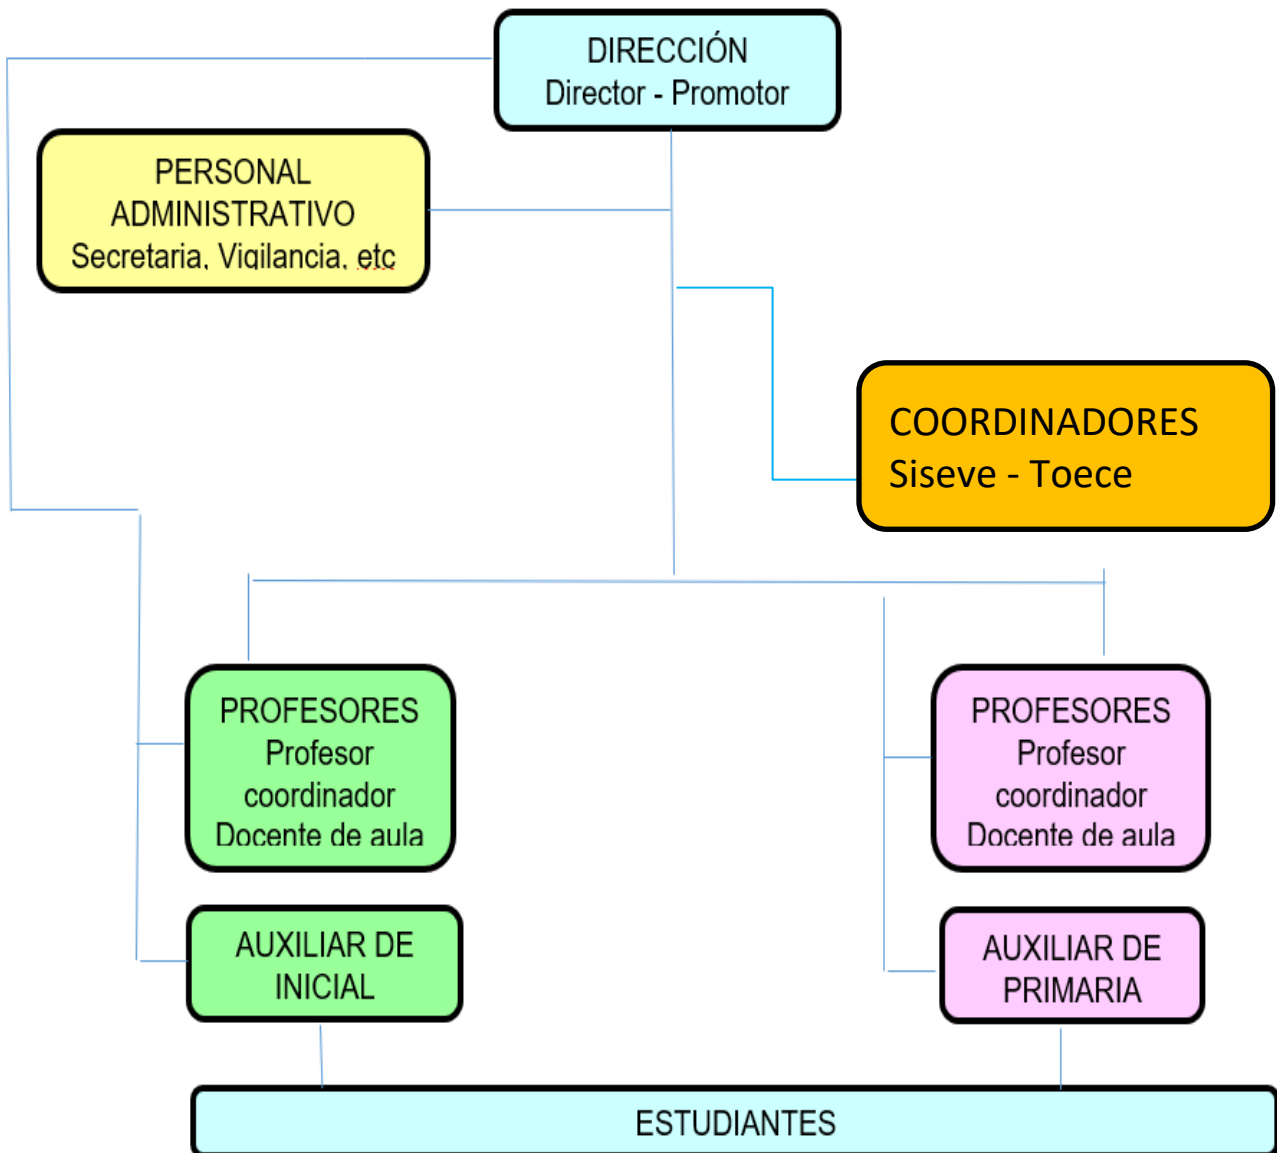 DIRECCIÓN
Director - Promotor
PERSONAL
ADMINISTRATIVO
Secretaria, Vigilancia, etc
COORDINADORES
Siseve - Toece
PROFESORES
Profesor
coordinador
Docente de aula
PROFESORES
Profesor
coordinador
Docente de aula
AUXILIAR DE
INICIAL
AUXILIAR DE
PRIMARIA
ESTUDIANTES